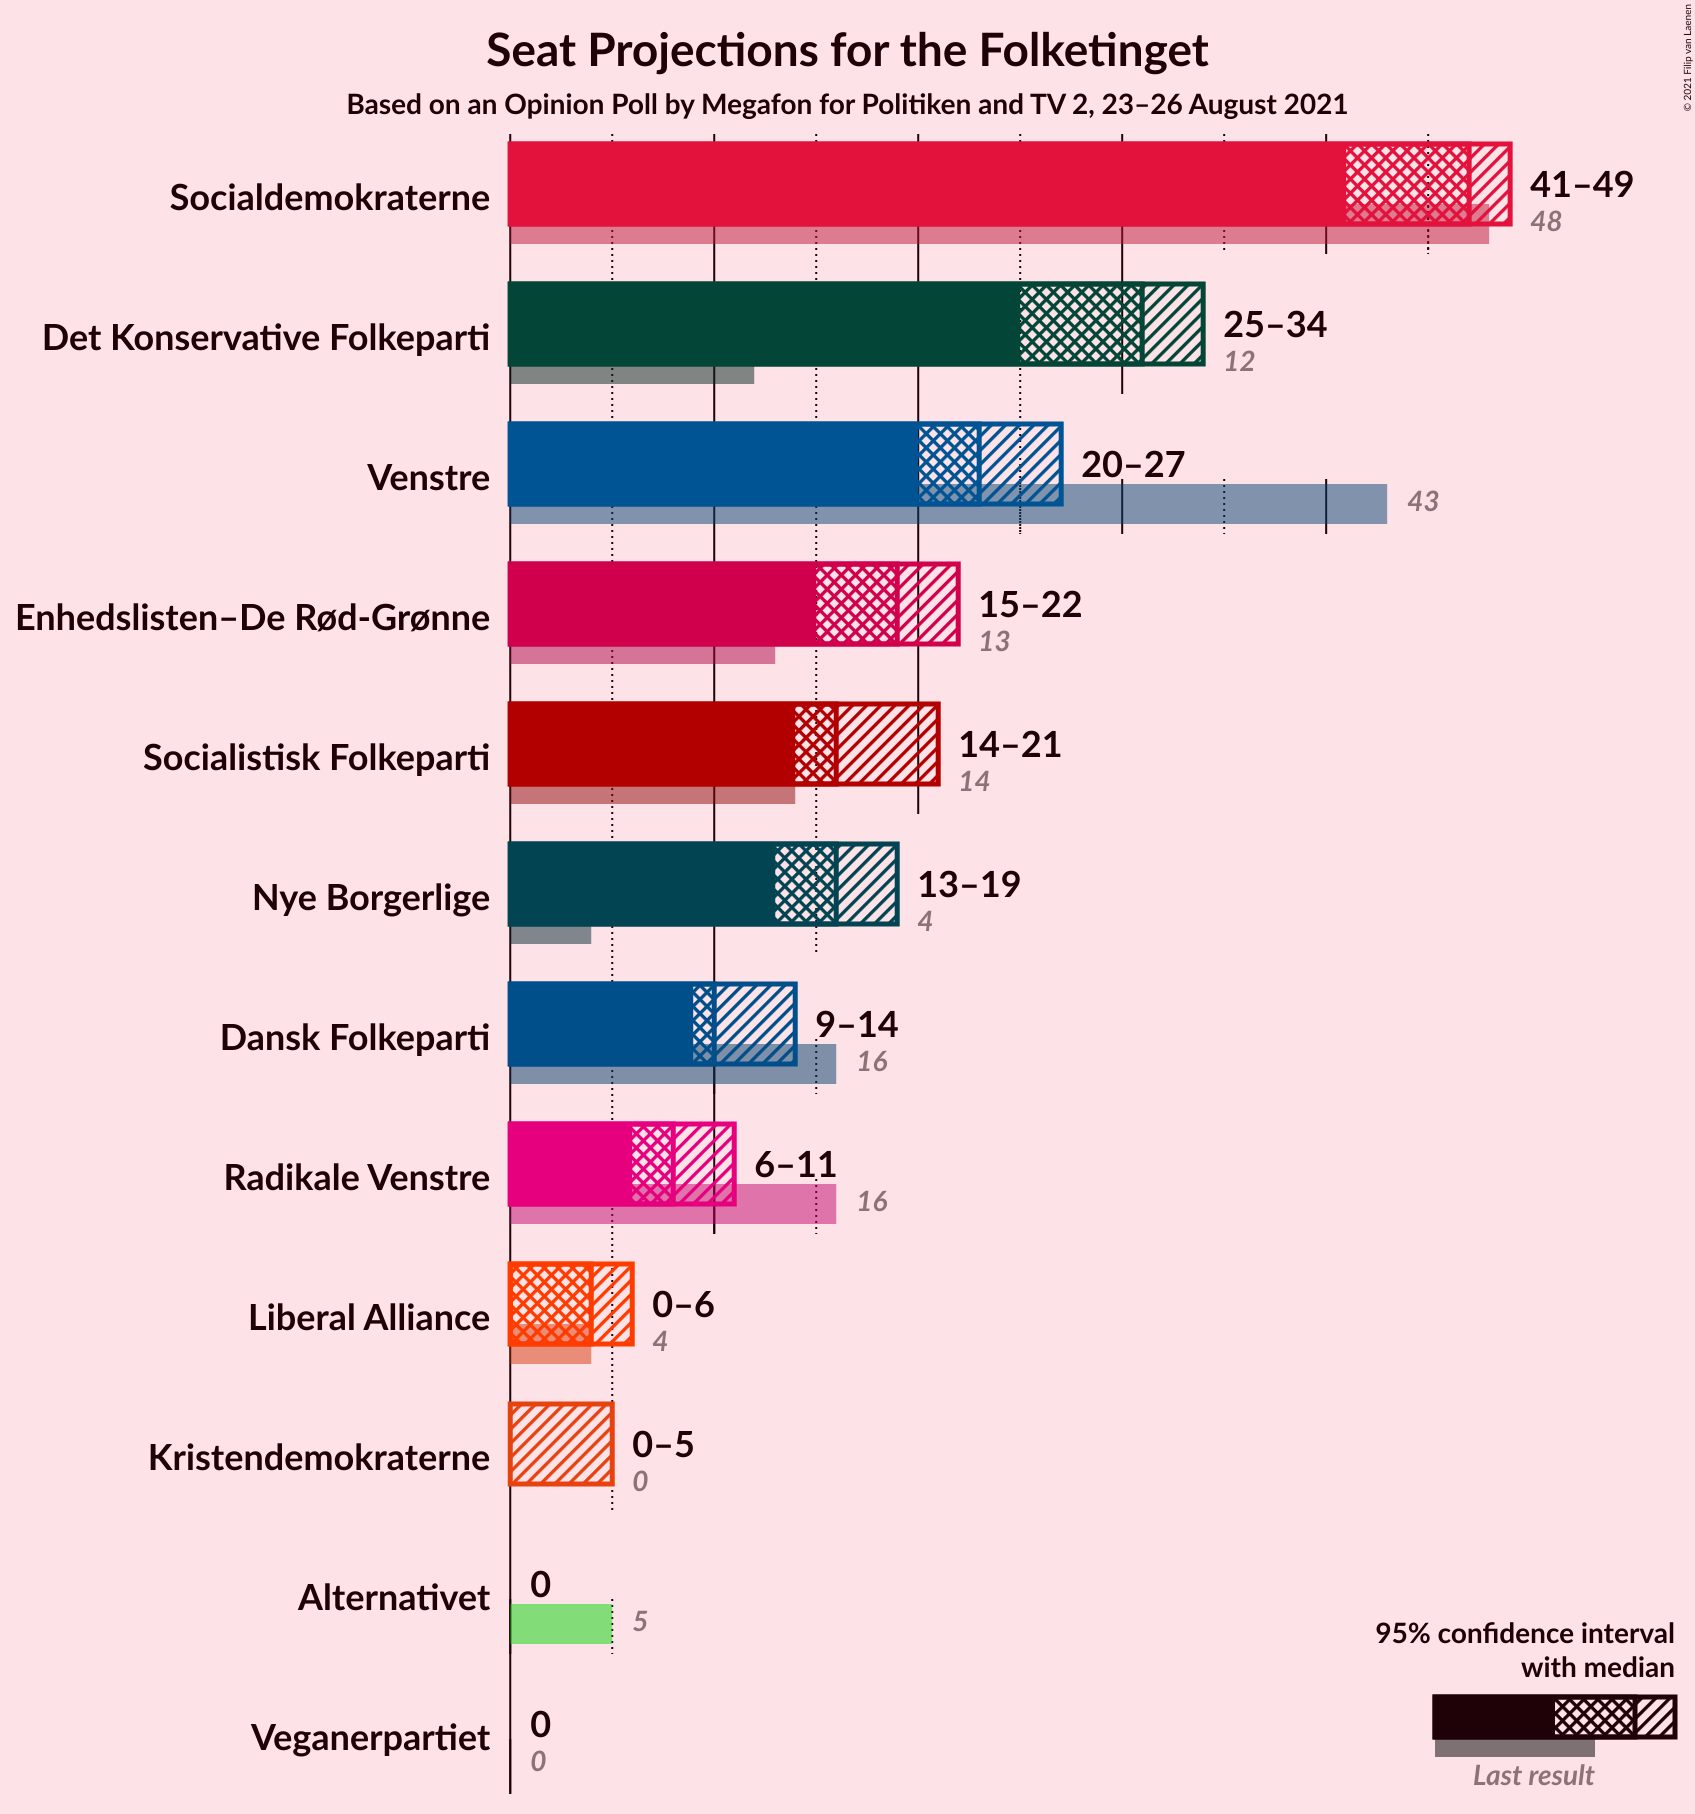 Seat Projections for the Folketinget
Based on an Opinion Poll by Megafon for Politiken and TV 2, 23–26 August 2021
© 2021 Filip van Laenen
Socialdemokraterne
41–49
48
Det Konservative Folkeparti
25–34
12
Venstre
20–27
43
Enhedslisten–De Rød-Grønne
15–22
13
Socialistisk Folkeparti
14–21
14
Nye Borgerlige
13–19
4
Dansk Folkeparti
9–14
16
Radikale Venstre
6–11
16
Liberal Alliance
0–6
4
Kristendemokraterne
0–5
0
Alternativet
0
5
Veganerpartiet
0
0
95% confidence interval
with median
Last result